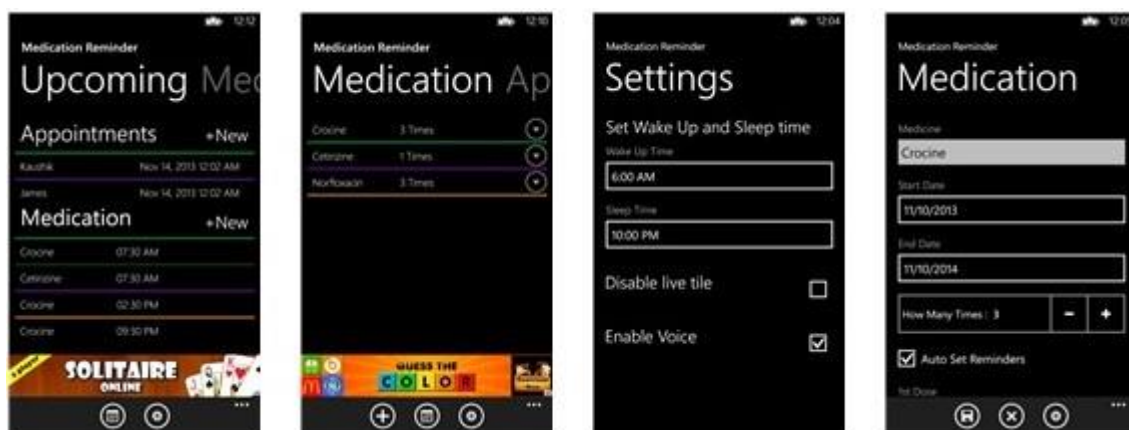 12:12
Medication Reminder
Upcoming Med
Appointments +New
Kaushik Nov 14, 2013 12:02 AM
James Nov 14, 2013 12:02 AM
Medication +New
Crocine 07:30 AM
Cetirizine 07:30 AM
Crocine 02:30 PM
Crocine 09:30 PM
2 player
SOLITAIRE
ONLINE
12:10
Medication Reminder
Medication Ap
Crocine 3 Times
Cetirizine 1 Times
Norfloxacin 3 Times
GUESS THE
COLOR
12:04
Medication Reminder
Settings
Set Wake Up and Sleep time
Wake Up Time
6:00 AM
Sleep Time
10:00 PM
Disable live tile
Enable Voice
Medication Reminder
Medication
Medicine
Crocine
Start Date
11/10/2013
End Date
11/10/2014
How Many Times : 3
Auto Set Reminders
1st Dose